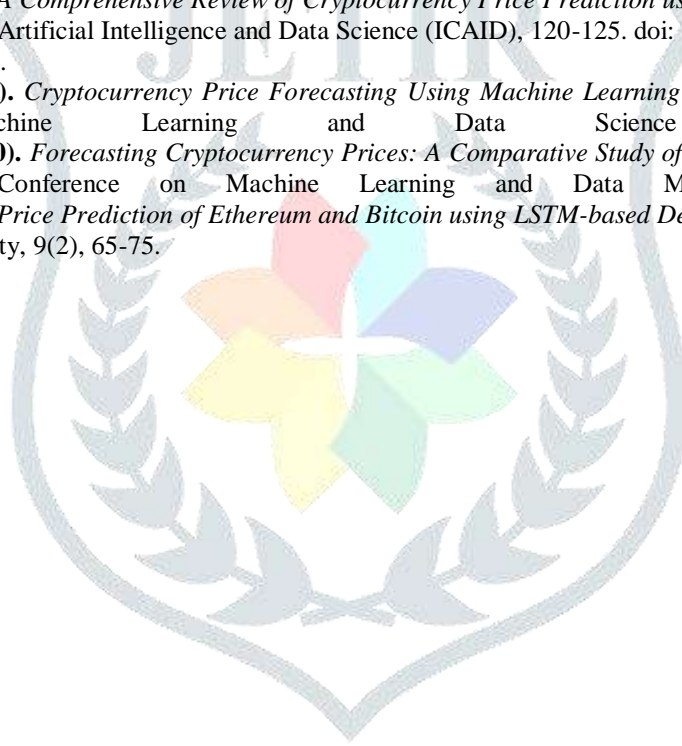 A Comprehensive Review of Cryptocurrency Price Prediction us
Artificial Intelligence and Data Science (ICAID), 120-125. doi:
.
). Cryptocurrency Price Forecasting Using Machine Learning
chine Learning and Data Science
0). Forecasting Cryptocurrency Prices: A Comparative Study of
Conference on Machine Learning and Data M
Price Prediction of Ethereum and Bitcoin using LSTM-based De
ty, 9(2), 65-75.
JETIR